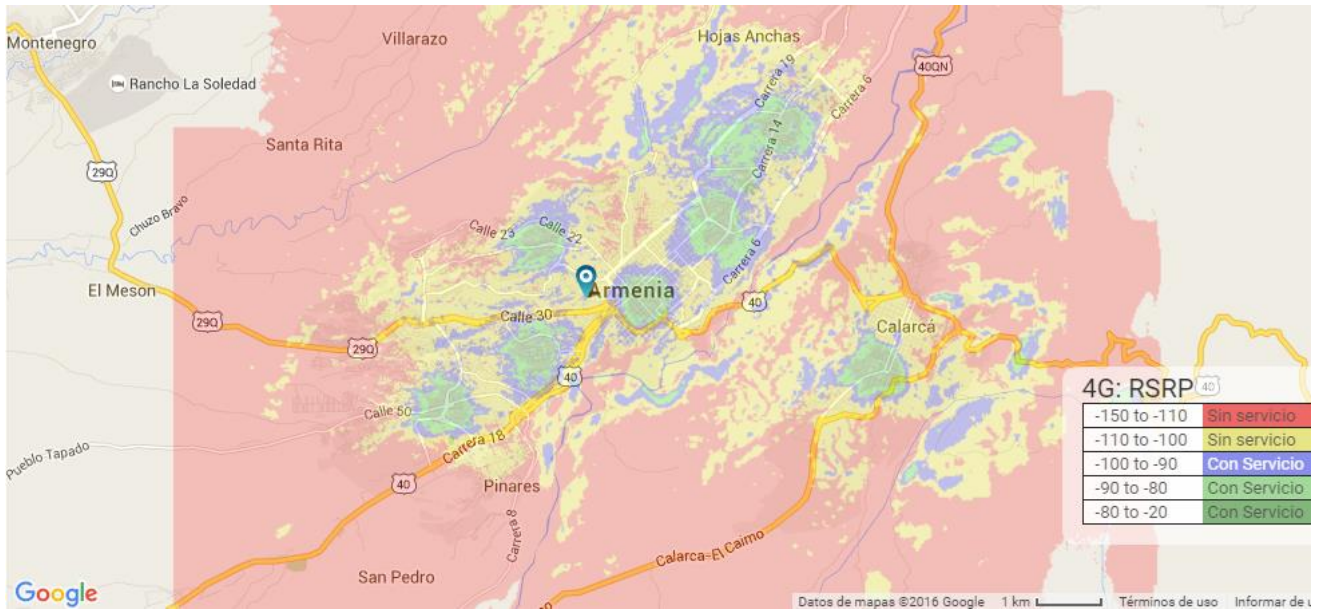 Montenegro
Villarazo
Hojas Anchas
Rancho La Soledad
Carrera 19
Carrera 6
40QN
Santa Rita
Carrera 14
29Q
Chuzo Bravo
Calle 23
Calle 22
Carrera 6
El Meson
Armenia
40
29Q
Calle 30
Calarcá
29Q
40
4G: RSRP
40
-150 to -110 Sin servicio
-110 to -100 Sin servicio
-100 to -90 Con Servicio
-90 to -80 Con Servicio
-80 to -20 Con Servicio
Calle 50
Pueblo Tapado
Carrera 18
40
Pinares
Carrera 8
Calarca-El Caimo
San Pedro
Google
Datos de mapas ©2016 Google 1 km Términos de uso Informar de